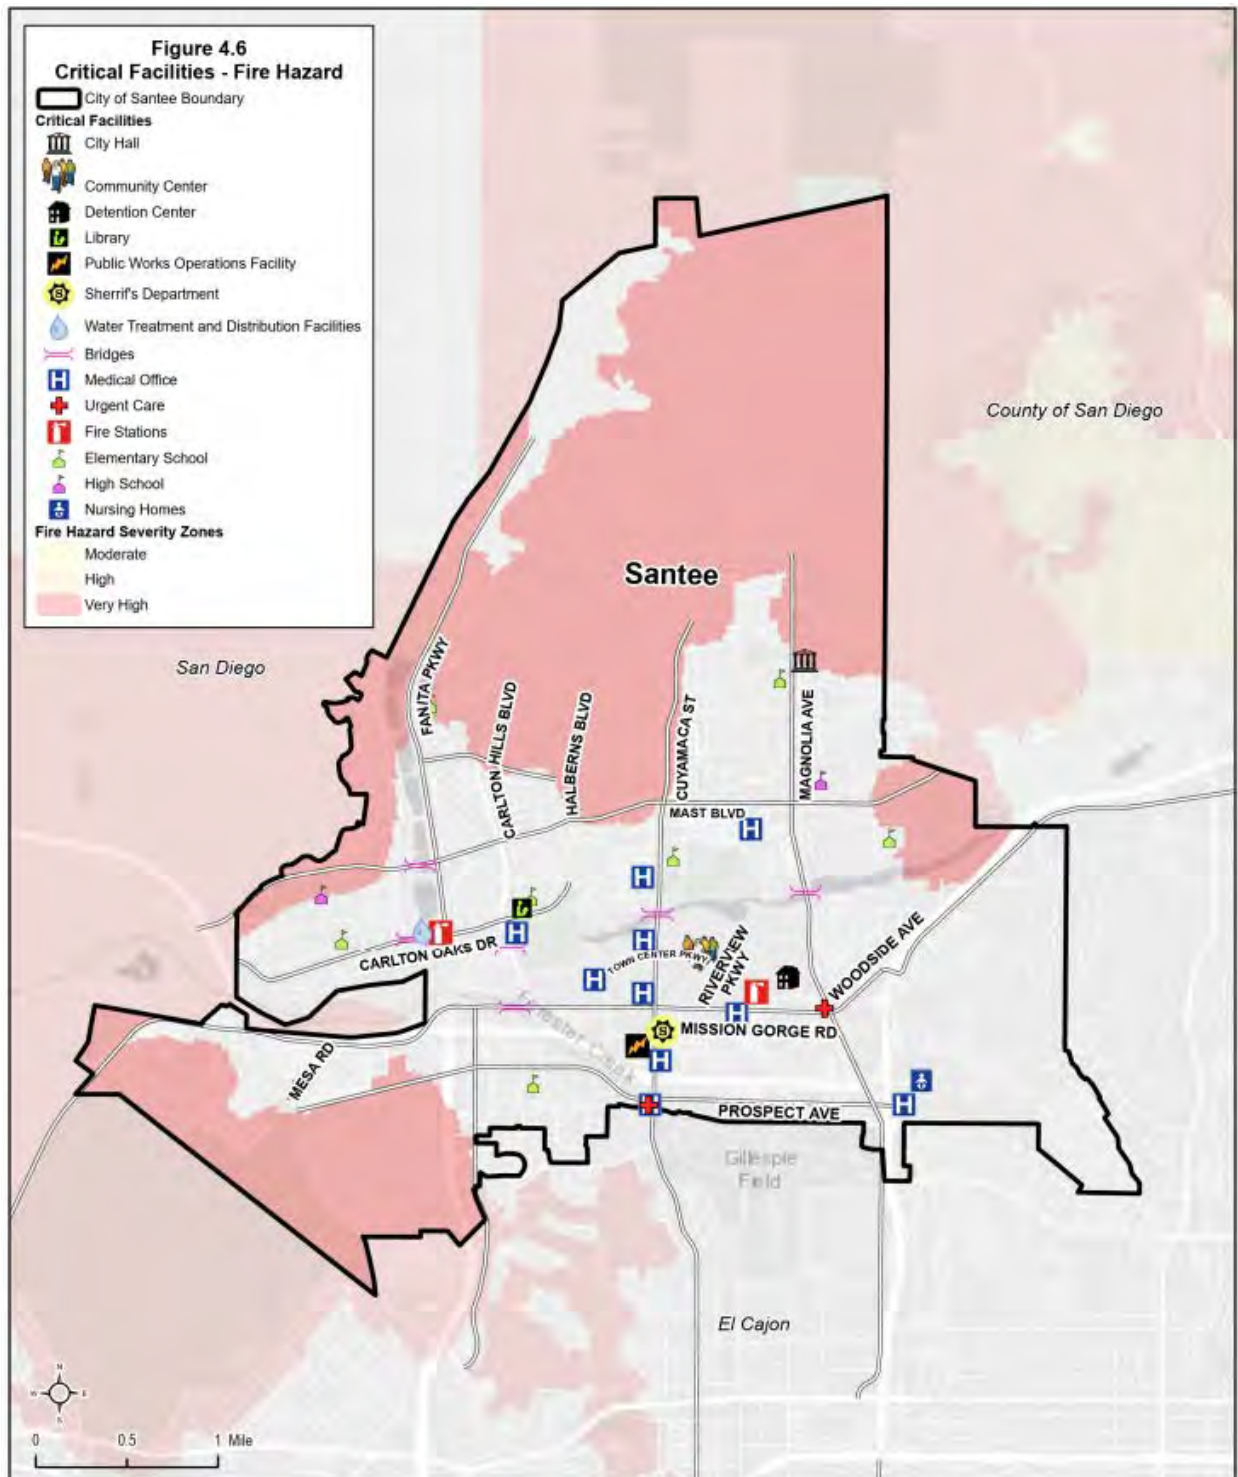 Figure 4.6
Critical Facilities - Fire Hazard
City of Santee Boundary
Critical Facilities
City Hall
Community Center
Detention Center
Library
Public Works Operations Facility
Sherrif's Department
Water Treatment and Distribution Facilities
Bridges
Medical Office
Urgent Care
Fire Stations
Elementary School
High School
Nursing Homes
Fire Hazard Severity Zones
Moderate
High
Very High
County of San Diego
Santee
San Diego
FANITA PKWY
CARLTON HILLS BLVD
HALBERNS BLVD
CUYAMACA ST
MAGNOLIA AVE
MAST BLVD
CARLTON OAKS DR
TOWN CENTER PKWY
RIVERVIEW
PKWY
WOODSIDE AVE
MISSION GORGE RD
Forester Creek
MESA RD
PROSPECT AVE
Gillespie
Field
El Cajon
N
W E
S
0 0.5 1 Mile